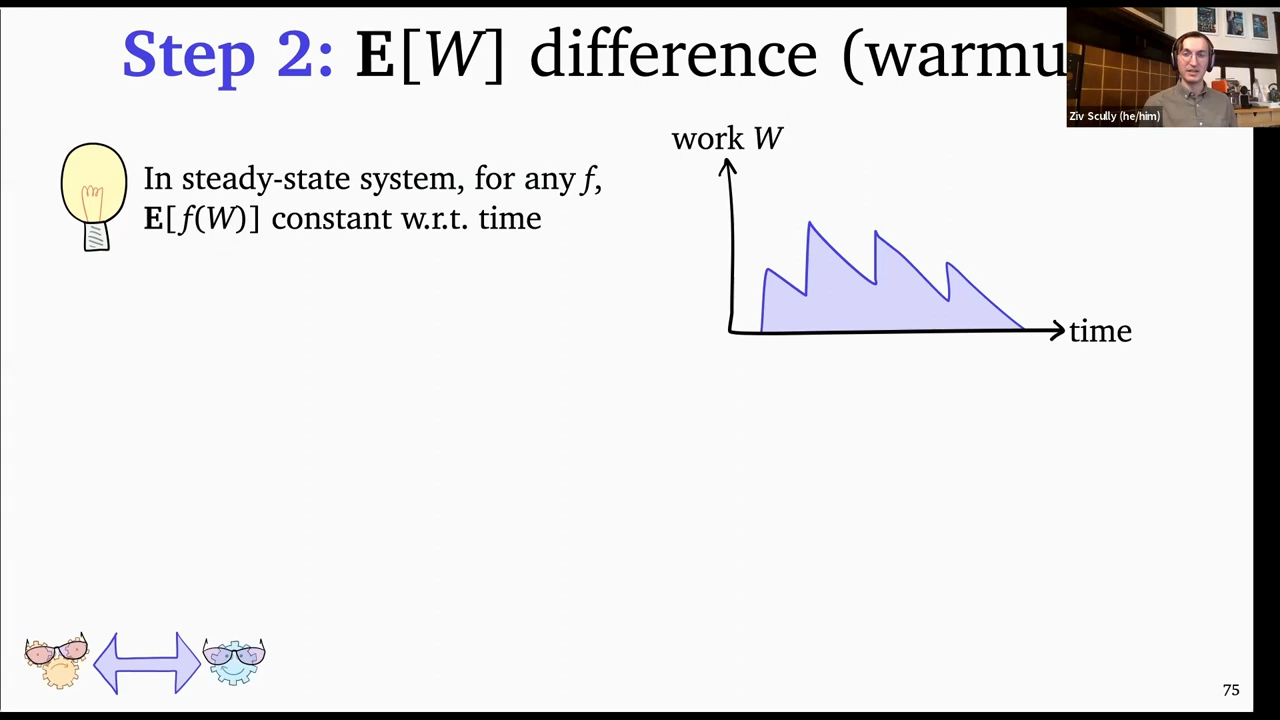 Step 2: E[W] difference (warmu
Ziv Scully (he/him)
work W
In steady-state system, for any f,
E[f(W)] constant w.r.t. time
time
75